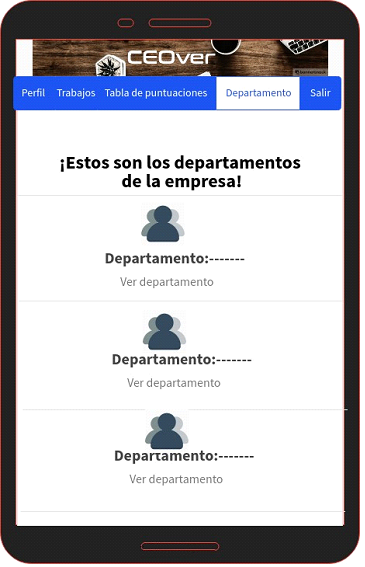 CEOver
Perfil Trabajos Tabla de puntuaciones Departamento Salir
¡Estos son los departamentos
de la empresa!
Departamento:-------
Ver departamento
Departamento:-------
Ver departamento
Departamento:-------
Ver departamento